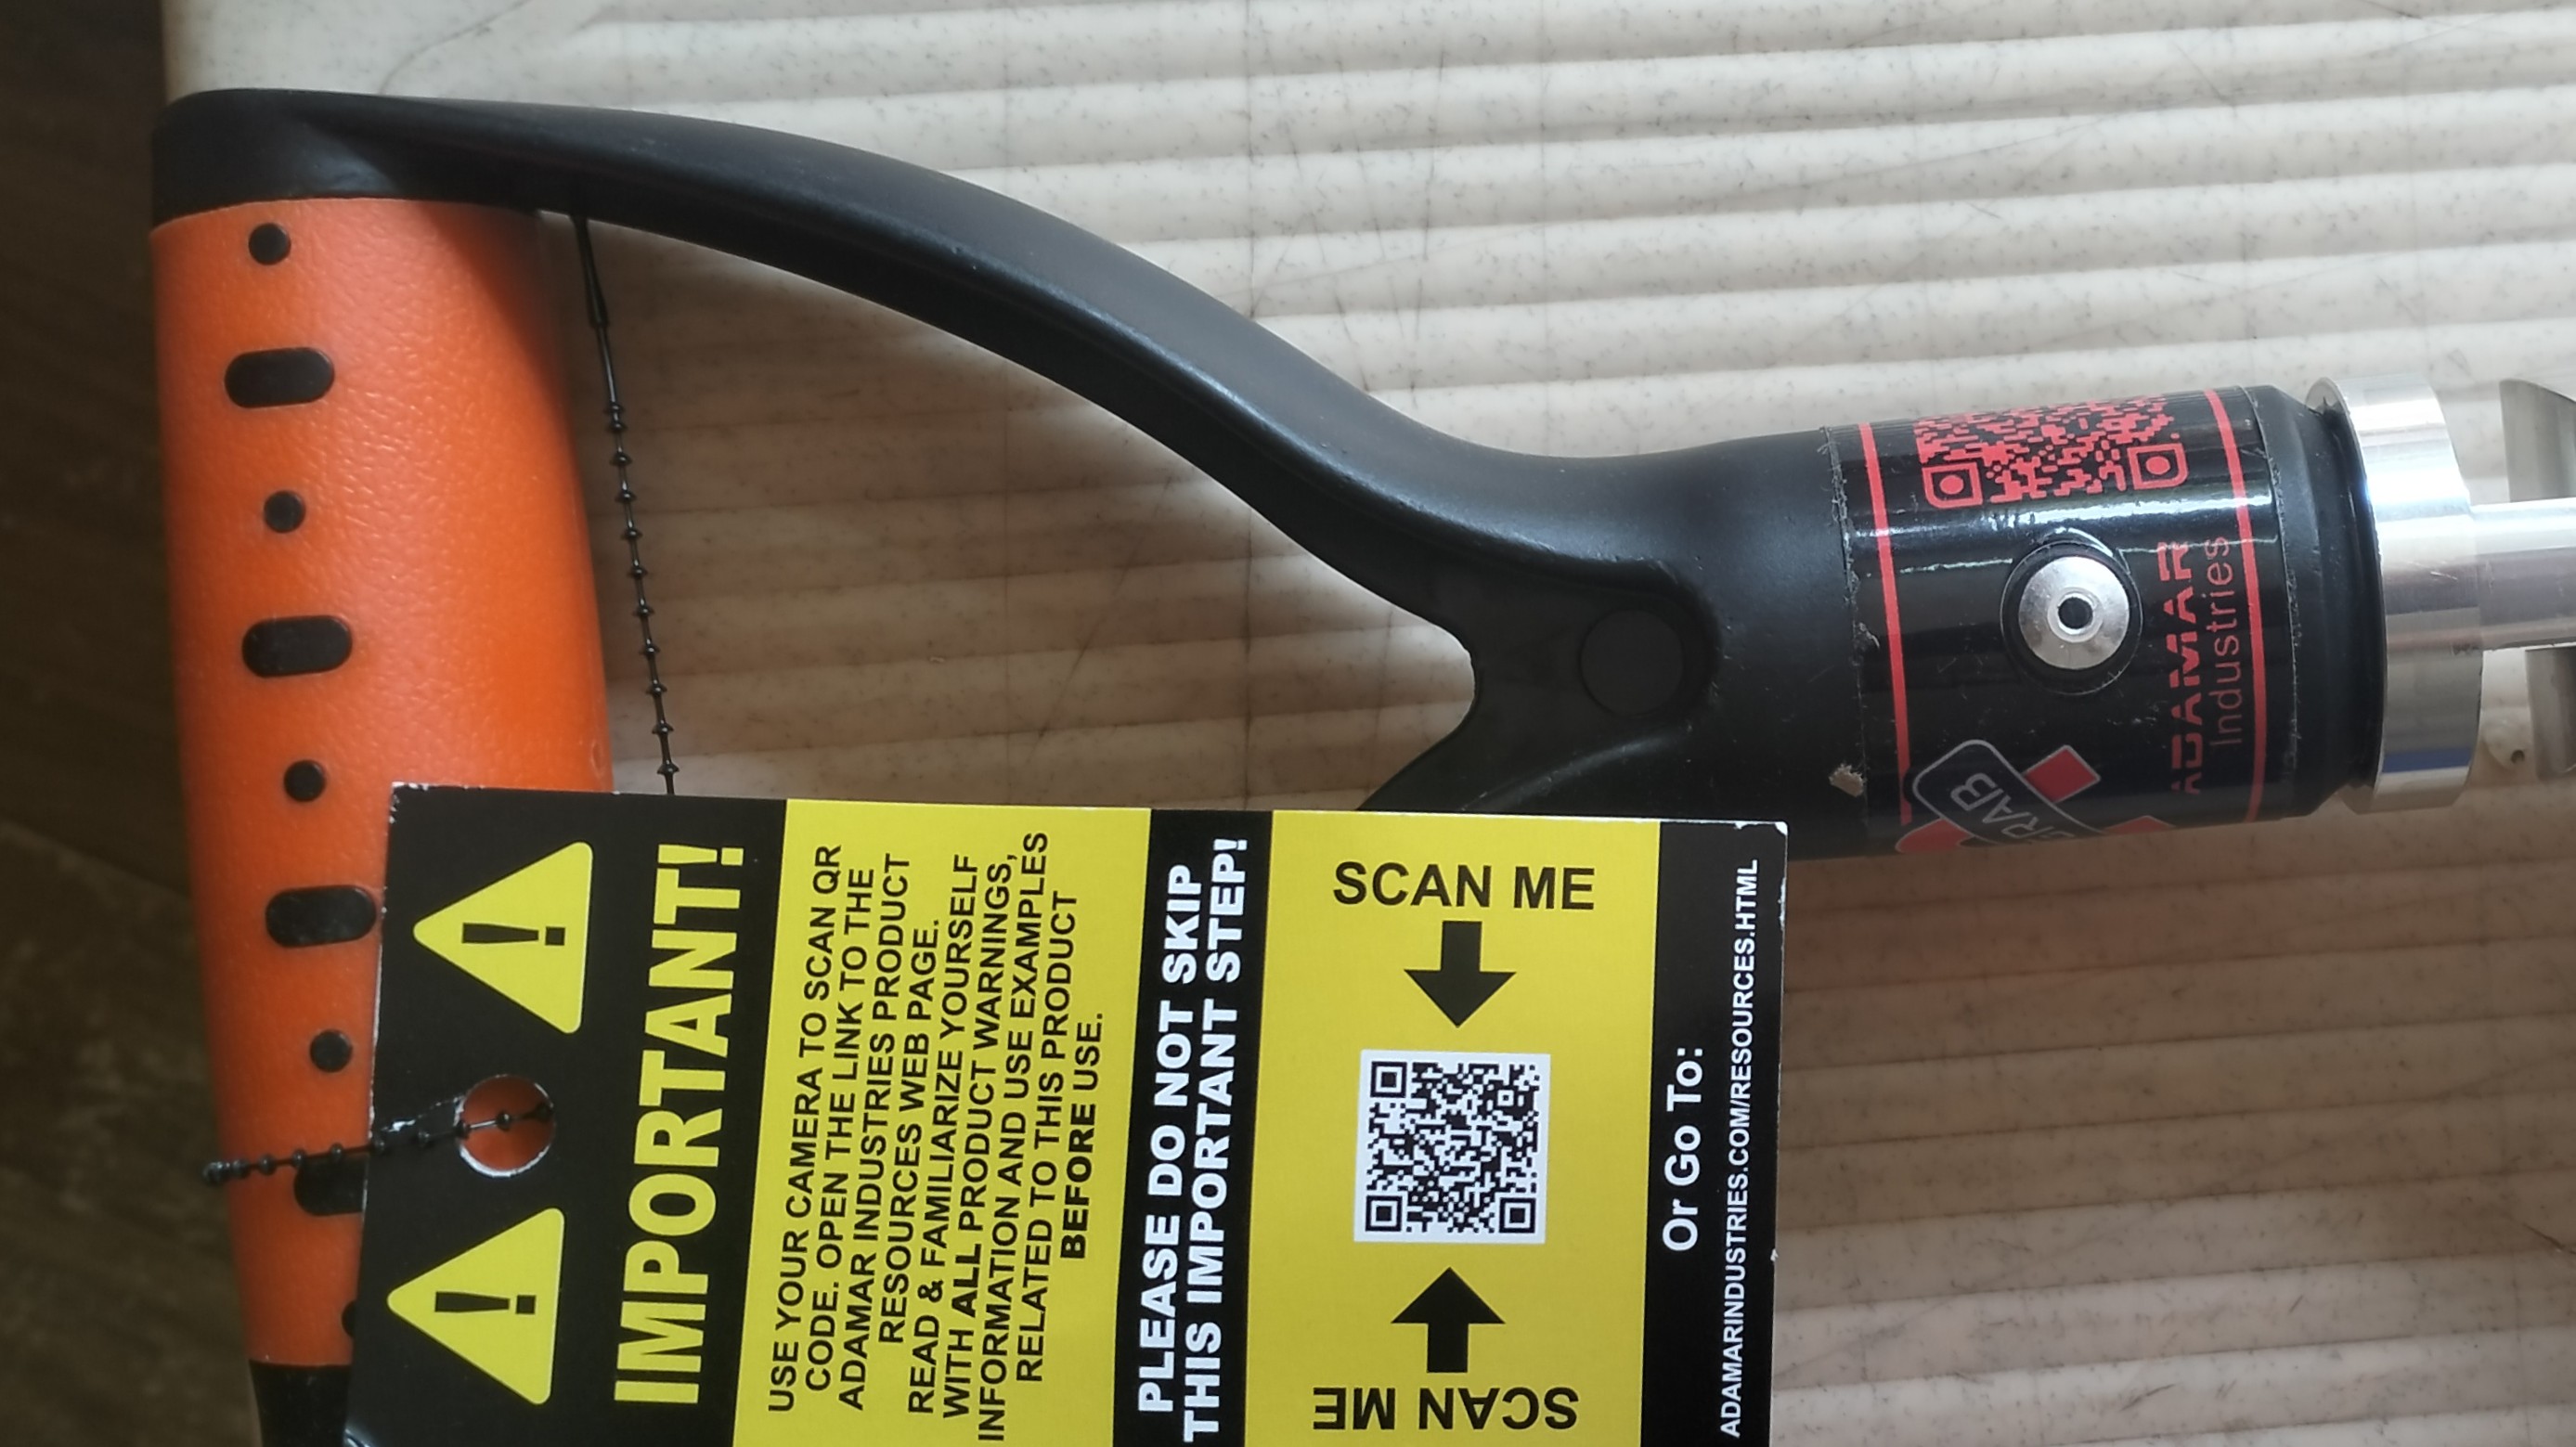 IMPORTANT!
USE YOUR CAMERA TO SCAN QR
CODE. OPEN THE LINK TO THE
ADAMAR INDUSTRIES PRODUCT
RESOURCES WEB PAGE.
READ & FAMILIARIZE YOURSELF
WITH ALL PRODUCT WARNINGS,
INFORMATION AND USE EXAMPLES
RELATED TO THIS PRODUCT
BEFORE USE.
PLEASE DO NOT SKIP
THIS IMPORTANT STEP!
SCAN ME
SCAN ME
Or Go To:
ADAMARINDUSTRIES.COM/RESOURCES.HTML
ADAMAR
Industries